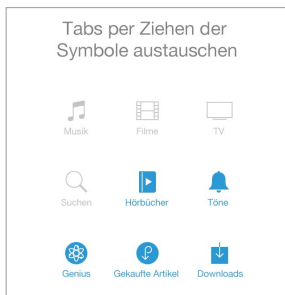 Tabs per Ziehen der
Symbole austauschen
Musik Filme TV
Suchen Hörbücher Töne
Genius Gekaufte Artikel Downloads